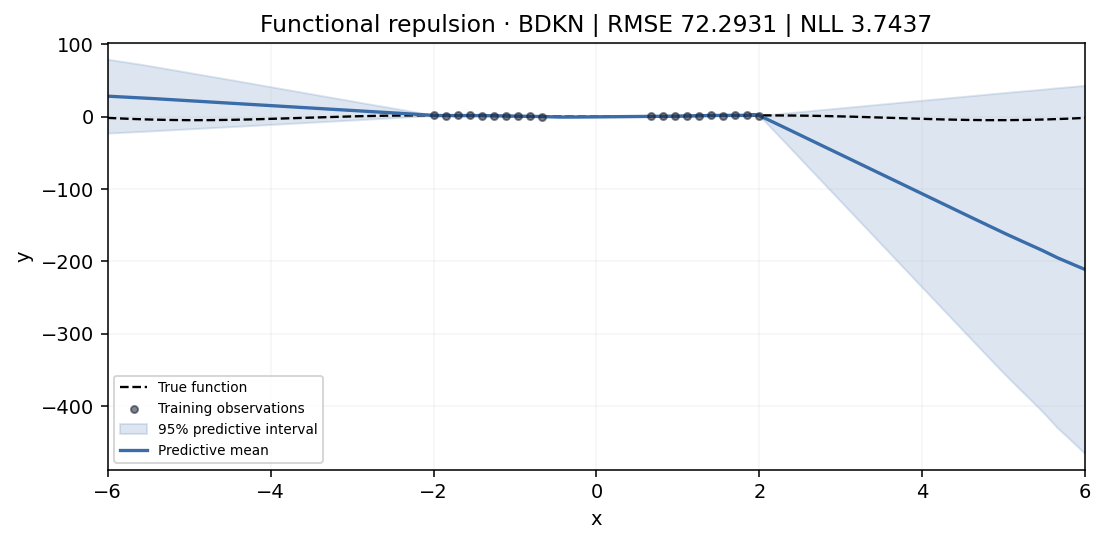 Functional repulsion · BDKN | RMSE 72.2931 | NLL 3.7437
100
0
−100
−200
−300
−400
y
True function
Training observations
95% predictive interval
Predictive mean
−6
−4
−2
0
2
4
6
x